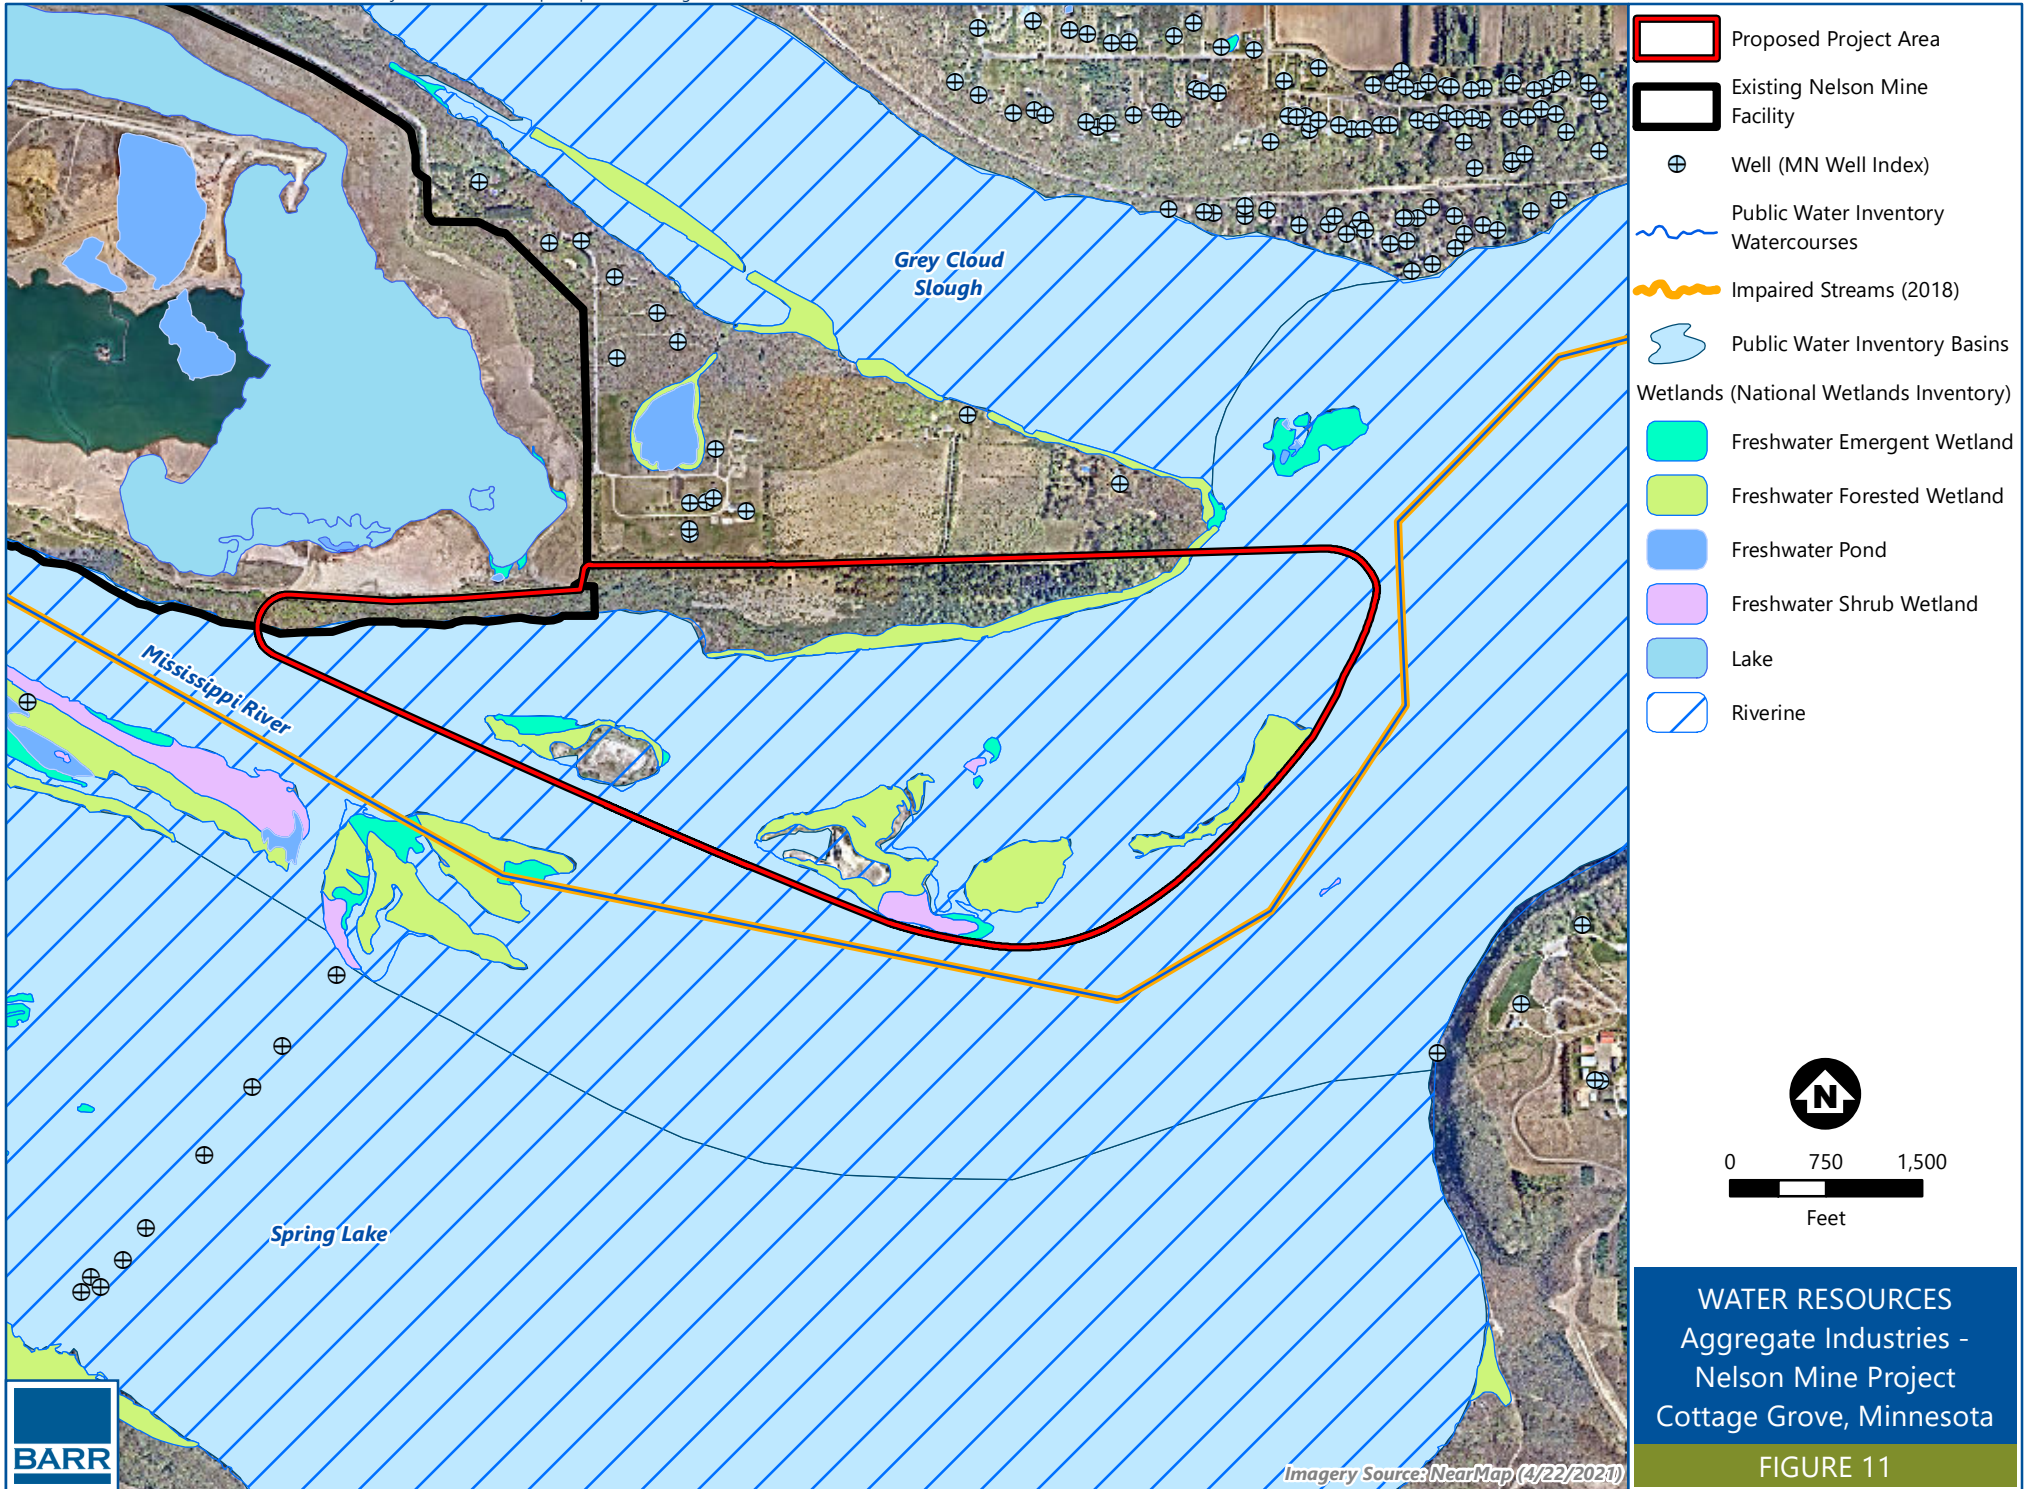 Grey Cloud
Slough
Mississippi River
Spring Lake
BARR
Imagery Source: NearMap (4/22/2021)
Proposed Project Area
Existing Nelson Mine
Facility
Well (MN Well Index)
Public Water Inventory
Watercourses
Impaired Streams (2018)
Public Water Inventory Basins
Wetlands (National Wetlands Inventory)
Freshwater Emergent Wetland
Freshwater Forested Wetland
Freshwater Pond
Freshwater Shrub Wetland
Lake
Riverine
N
0 750 1,500
Feet
WATER RESOURCES
Aggregate Industries -
Nelson Mine Project
Cottage Grove, Minnesota
FIGURE 11